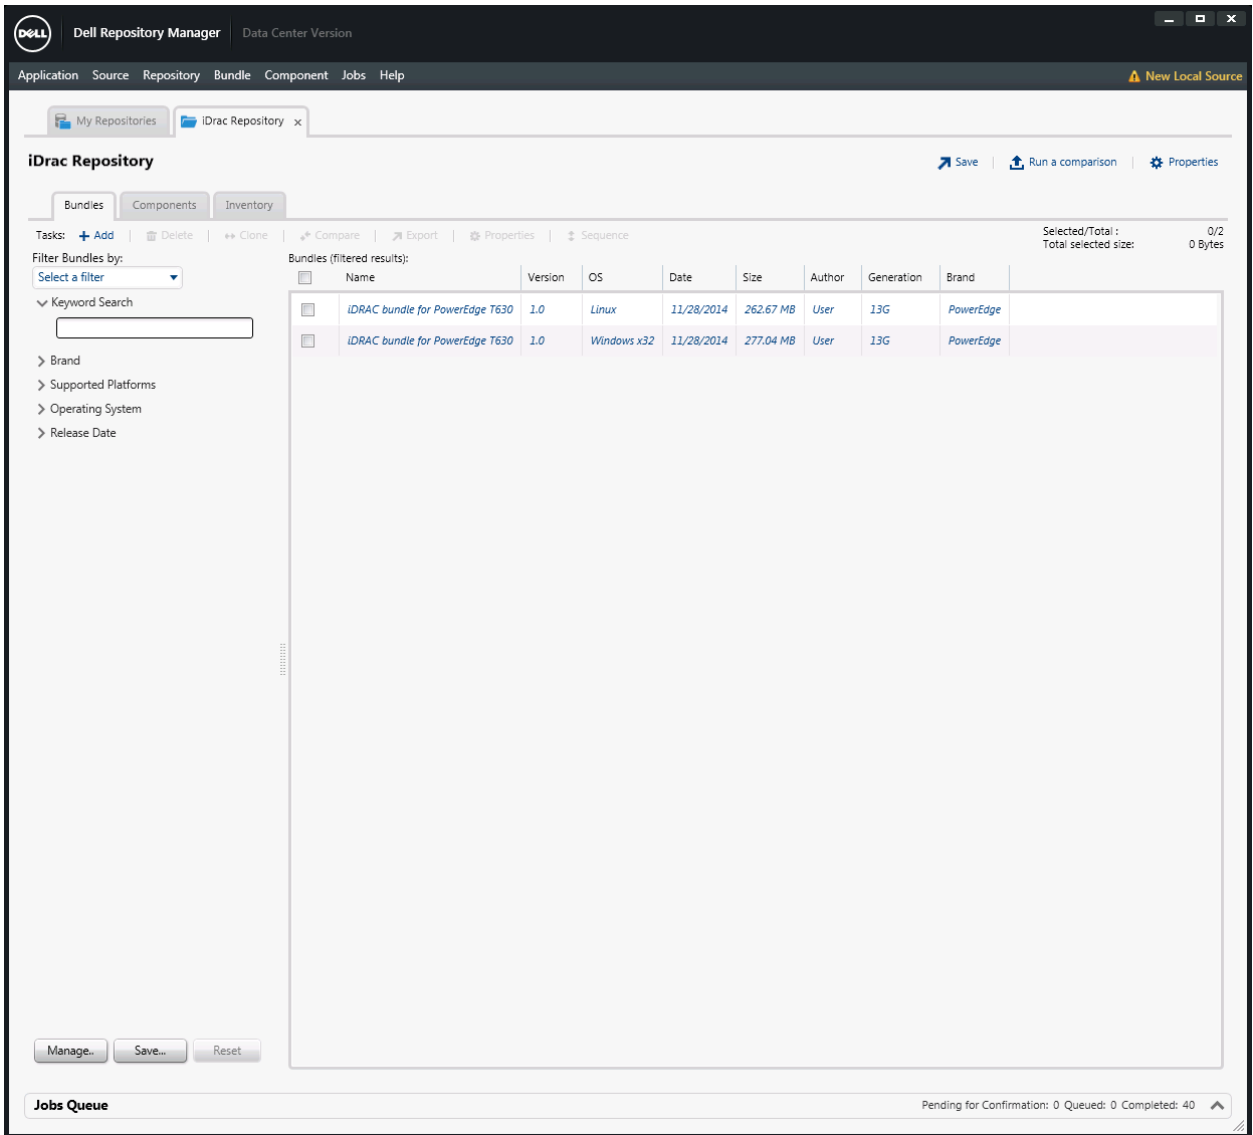 DELL Dell Repository Manager Data Center Version
Application Source Repository Bundle Component Jobs Help New Local Source
My Repositories iDrac Repository x
iDrac Repository Save Run a comparison Properties
Bundles Components Inventory
Tasks: + Add Delete Clone Compare Export Properties Sequence Selected/Total : 0/2
Total selected size: 0 Bytes
Filter Bundles by: Bundles (filtered results):
Select a filter Name Version OS Date Size Author Generation Brand
Keyword Search
iDRAC bundle for PowerEdge T630 1.0 Linux 11/28/2014 262.67 MB User 13G PowerEdge
iDRAC bundle for PowerEdge T630 1.0 Windows x32 11/28/2014 277.04 MB User 13G PowerEdge
Brand
Supported Platforms
Operating System
Release Date
Manage.. Save... Reset
Jobs Queue Pending for Confirmation: 0 Queued: 0 Completed: 40